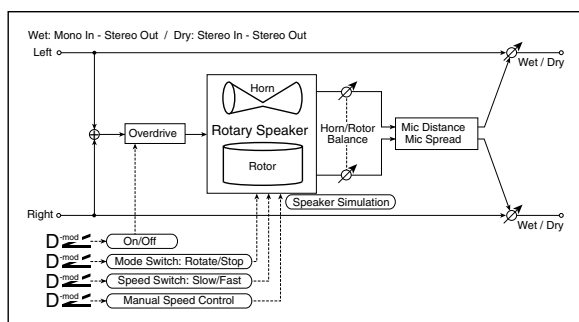 Wet: Mono In - Stereo Out / Dry: Stereo In - Stereo Out
Left
Wet / Dry
Horn
Overdrive
Rotary Speaker
Horn/Rotor
Balance
Mic Distance
Mic Spread
Rotor
Speaker Simulation
Right
Wet / Dry
D-mod On/Off
D-mod Mode Switch: Rotate/Stop
D-mod Speed Switch: Slow/Fast
D-mod Manual Speed Control